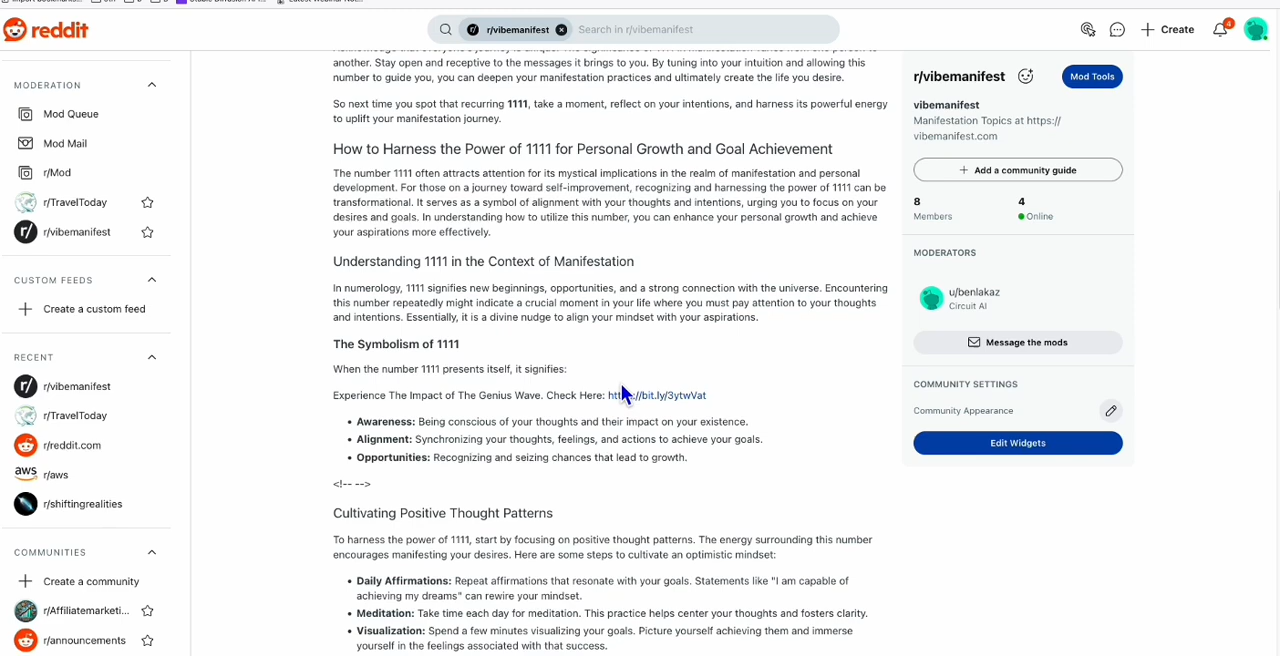 reddit
r/vibemanifest
Search in r/vibemanifest
Create
4
MODERATION
Mod Queue
Mod Mail
r/Mod
r/TravelToday
r/vibemanifest
CUSTOM FEEDS
Create a custom feed
RECENT
r/vibemanifest
r/TravelToday
r/reddit.com
aws
r/aws
r/shiftingrealities
COMMUNITIES
Create a community
r/Affiliatemarketi...
r/announcements
another. Stay open and receptive to the messages it brings to you. By tuning into your intuition and allowing this
number to guide you, you can deepen your manifestation practices and ultimately create the life you desire.
So next time you spot that recurring 1111, take a moment, reflect on your intentions, and harness its powerful energy
to uplift your manifestation journey.
How to Harness the Power of 1111 for Personal Growth and Goal Achievement
The number 1111 often attracts attention for its mystical implications in the realm of manifestation and personal
development. For those on a journey toward self-improvement, recognizing and harnessing the power of 1111 can be
transformational. It serves as a symbol of alignment with your thoughts and intentions, urging you to focus on your
desires and goals. In understanding how to utilize this number, you can enhance your personal growth and achieve
your aspirations more effectively.
Understanding 1111 in the Context of Manifestation
In numerology, 1111 signifies new beginnings, opportunities, and a strong connection with the universe. Encountering
this number repeatedly might indicate a crucial moment in your life where you must pay attention to your thoughts
and intentions. Essentially, it is a divine nudge to align your mindset with your aspirations.
The Symbolism of 1111
When the number 1111 presents itself, it signifies:
Experience The Impact of The Genius Wave. Check Here: ht //bit.ly/3ytwVat
• Awareness: Being conscious of your thoughts and their impact on your existence.
• Alignment: Synchronizing your thoughts, feelings, and actions to achieve your goals.
• Opportunities: Recognizing and seizing chances that lead to growth.
<!-- -->
Cultivating Positive Thought Patterns
To harness the power of 1111, start by focusing on positive thought patterns. The energy surrounding this number
encourages manifesting your desires. Here are some steps to cultivate an optimistic mindset:
• Daily Affirmations: Repeat affirmations that resonate with your goals. Statements like "I am capable of
achieving my dreams" can rewire your mindset.
• Meditation: Take time each day for meditation. This practice helps center your thoughts and fosters clarity.
• Visualization: Spend a few minutes visualizing your goals. Picture yourself achieving them and immerse
yourself in the feelings associated with that success.
r/vibemanifest
Mod Tools
vibemanifest
Manifestation Topics at https://
vibemanifest.com
Add a community guide
8
4
Members
Online
MODERATORS
u/benlakaz
Circuit AI
Message the mods
COMMUNITY SETTINGS
Community Appearance
Edit Widgets